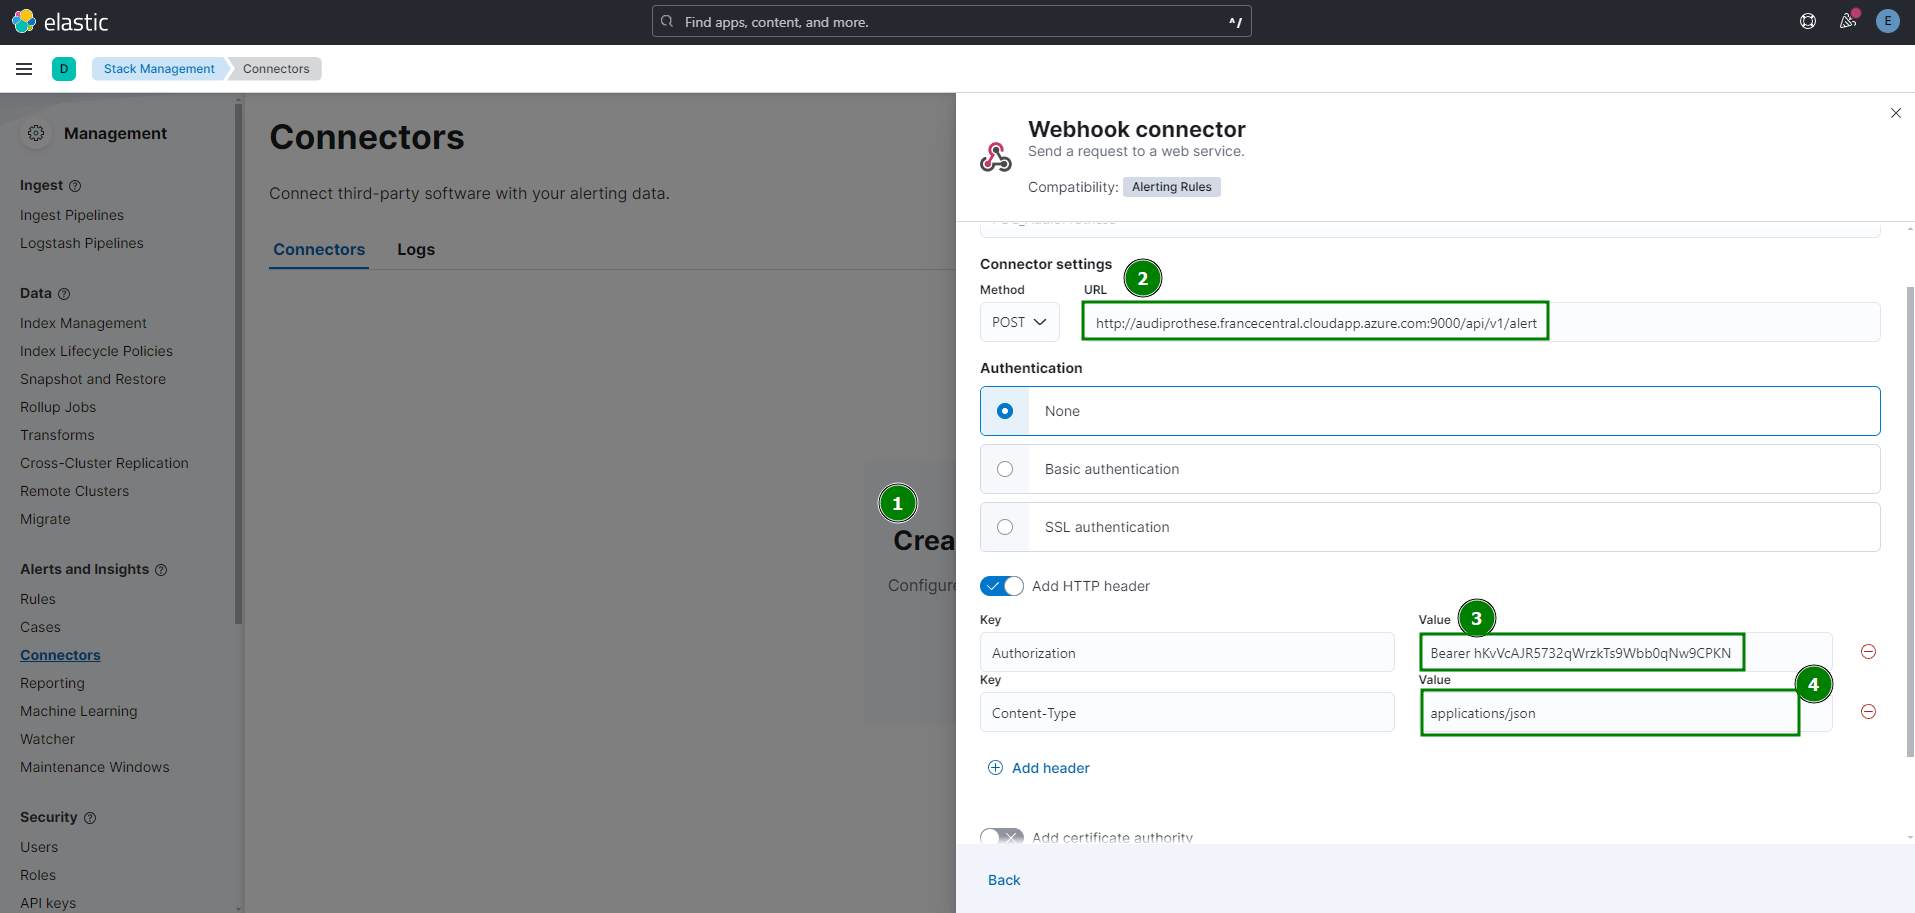 elastic
Find apps, content, and more.
^/
E
D
Stack Management
Connectors
Management
Ingest
Ingest Pipelines
Logstash Pipelines
Data
Index Management
Index Lifecycle Policies
Snapshot and Restore
Rollup Jobs
Transforms
Cross-Cluster Replication
Remote Clusters
Migrate
Alerts and Insights
Rules
Cases
Connectors
Reporting
Machine Learning
Watcher
Maintenance Windows
Security
Users
Roles
API keys
Connectors
Connect third-party software with your alerting data.
Connectors Logs
1
Crea
Configure
Webhook connector
Send a request to a web service.
Compatibility: Alerting Rules
Connector settings
2
Method URL
POST http://audiprothese.francecentral.cloudapp.azure.com:9000/api/v1/alert
Authentication
None
Basic authentication
SSL authentication
Add HTTP header
Key Value 3
Authorization Bearer hKvVcAJR5732qWrzkTs9Wbb0qNw9CPKN
Key Value 4
Content-Type applications/json
Add header
Add certificate authority
Back